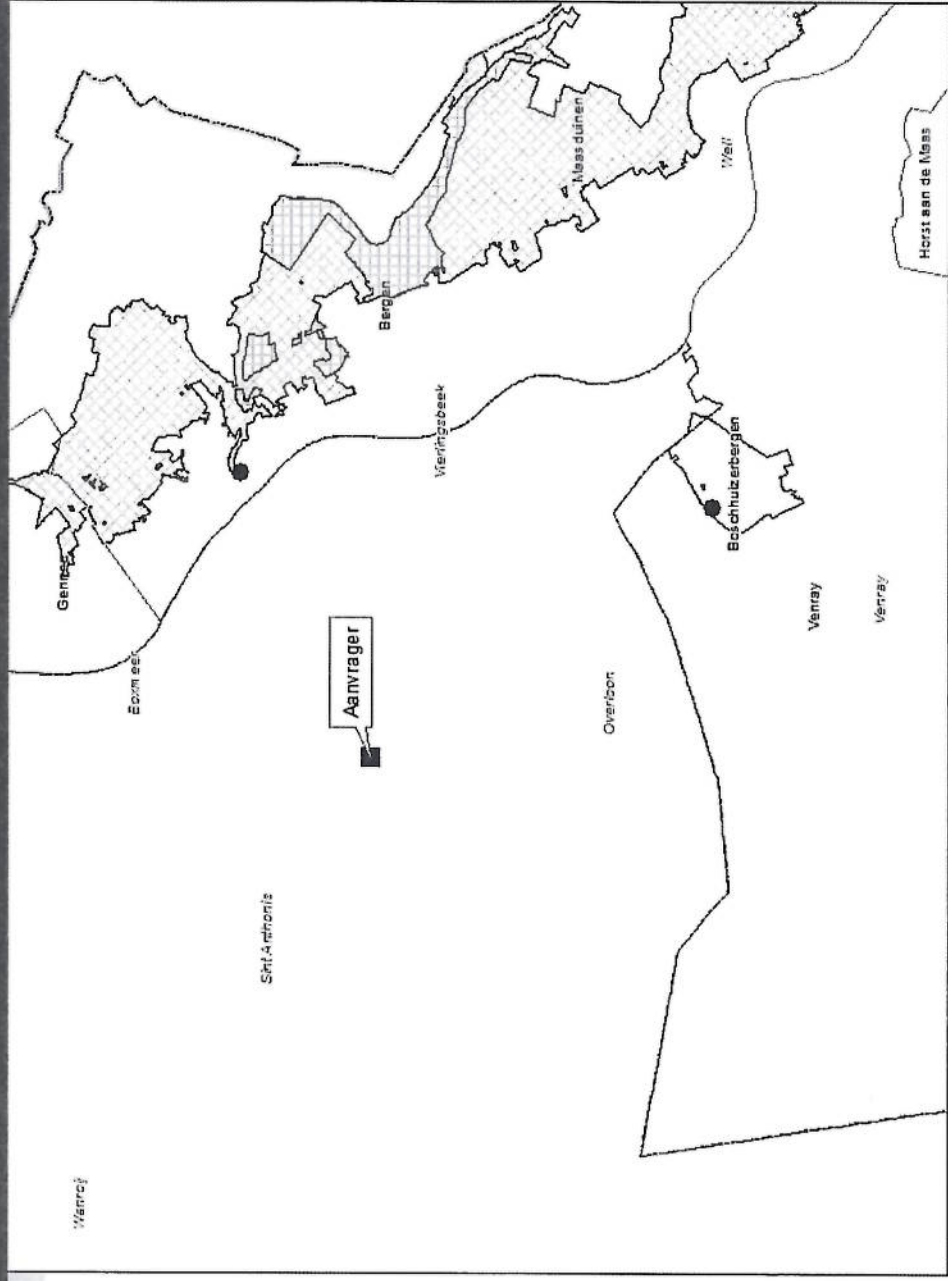 Wanroij
Sint Anthonis
Boxmeer
Gennep
Aanvrager
Bergen
Vierlingsbeek
Maasduinen
Well
Overloon
Boschhuizerbergen
Venray
Venray
Horst aan de Maas